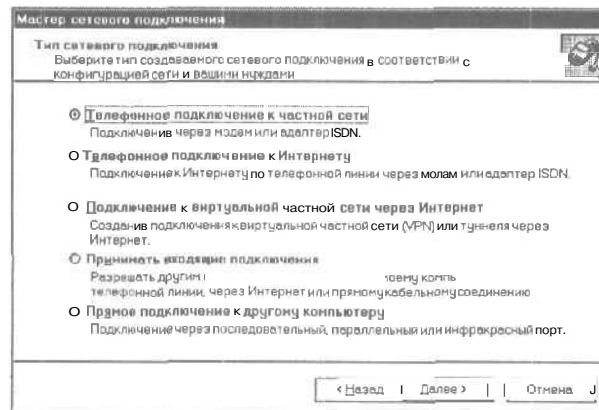 Мастер сетевого подключения
Тип сетевого подключения
Выберите тип создаваемого сетевого подключения в соответствии с
конфигурацией сети и вашими нуждами
Телефонное подключение к частной сети
Подключение через модем или адаптер ISDN.
Телефонное подключение к Интернету
Подключение к Интернету по телефонной линии через молам или адаптер ISDN.
Подключение к виртуальной частной сети через Интернет
Создание подключения к виртуальной частной сети (VPN) или туннеля через
Интернет.
Принимать входящие подключения
Разрешать другим
телефонной линии, через Интернет или прямому кабельному соединению
Прямое подключение к другому компьютеру
Подключение через последовательный, параллельный или инфракрасный порт.
< Назад | Далее > | | Отмена